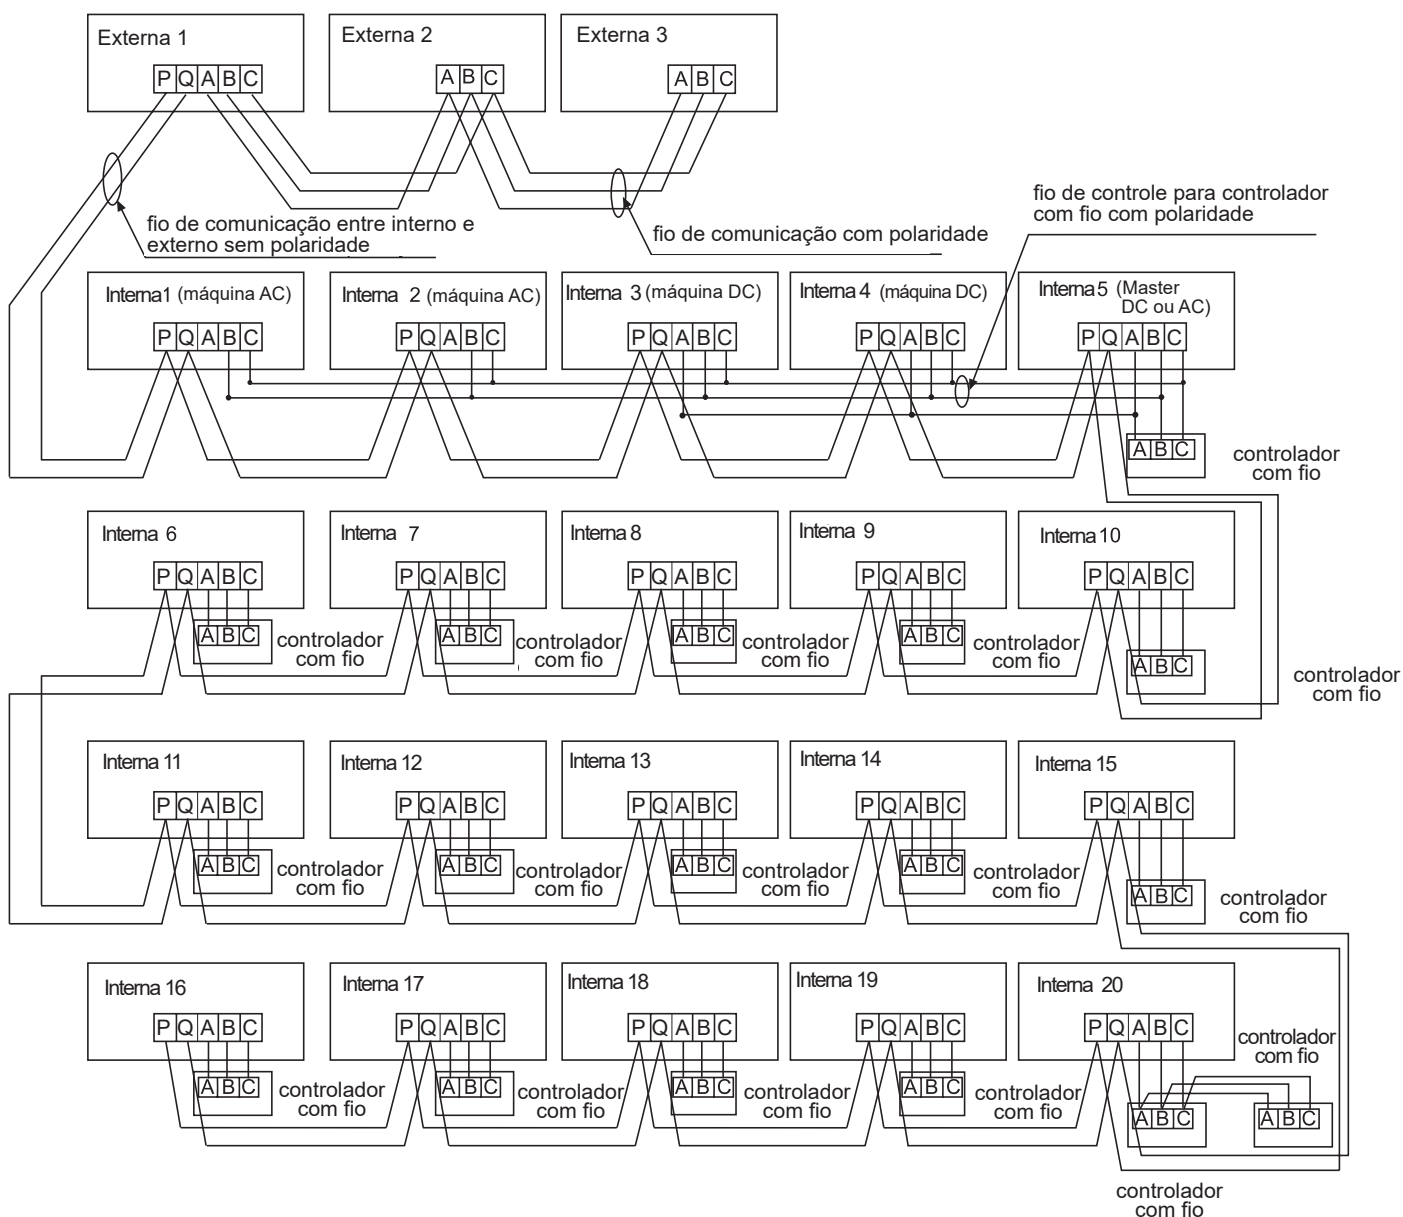 Externa 1
Externa 2
Externa 3
P Q A B C
A B C
A B C
fio de controle para controlador
com fio com polaridade
fio de comunicação entre interno e
externo sem polaridade
fio de comunicação com polaridade
Interna1 (máquina AC)
Interna 2 (máquina AC)
Interna 3 (máquina DC)
Interna 4 (máquina DC)
Interna 5 (Master
DC ou AC)
P Q A B C
P Q A B C
P Q A B C
P Q A B C
P Q A B C
A B C
controlador
com fio
Interna 6
Interna 7
Interna 8
Interna 9
Interna 10
P Q A B C
P Q A B C
P Q A B C
P Q A B C
P Q A B C
A B C
controlador
com fio
A B C
controlador
com fio
A B C
controlador
com fio
A B C
controlador
com fio
A B C
controlador
com fio
Interna 11
Interna 12
Interna 13
Interna 14
Interna 15
P Q A B C
P Q A B C
P Q A B C
P Q A B C
P Q A B C
A B C
controlador
com fio
A B C
controlador
com fio
A B C
controlador
com fio
A B C
controlador
com fio
A B C
controlador
com fio
Interna 16
Interna 17
Interna 18
Interna 19
Interna 20
P Q A B C
P Q A B C
P Q A B C
P Q A B C
P Q A B C
controlador
com fio
A B C
controlador
com fio
A B C
controlador
com fio
A B C
controlador
com fio
A B C
controlador
com fio
A B C
A B C
controlador
com fio